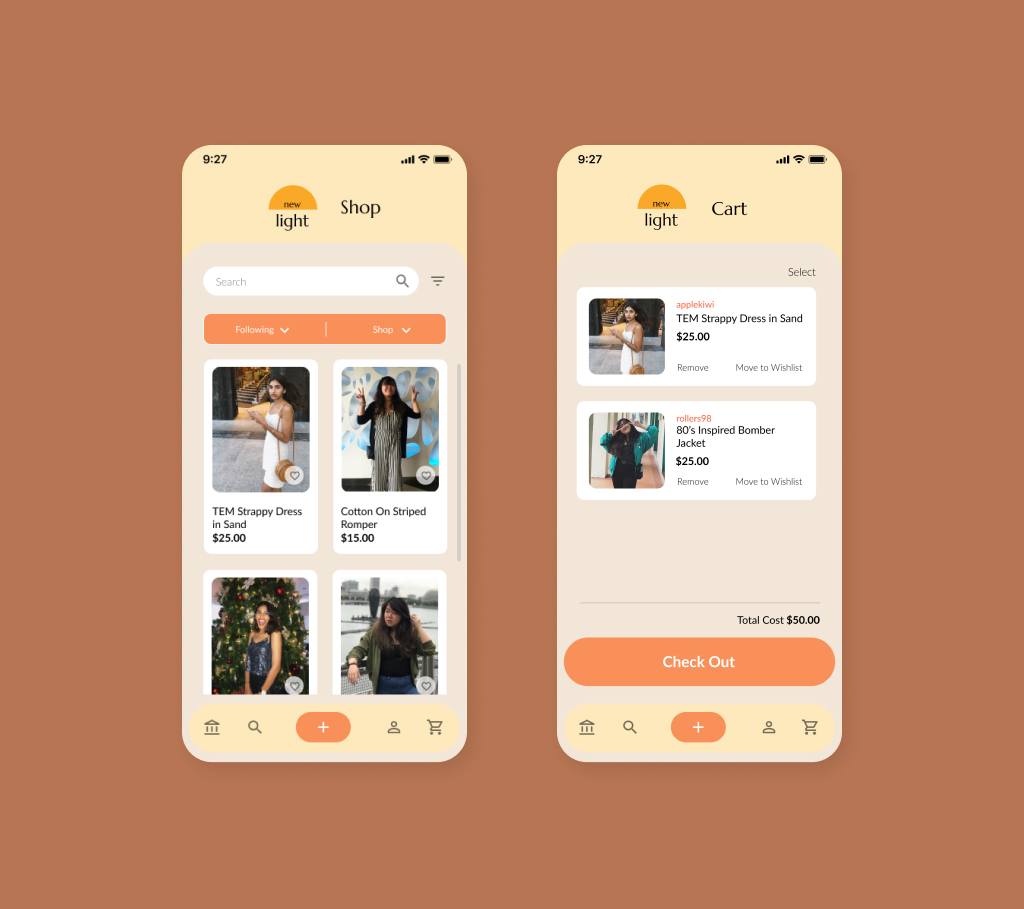 9:27
new
light
Shop
Search
Following
Shop
TEM Strappy Dress
in Sand
$25.00
Cotton On Striped
Romper
$15.00
9:27
new
light
Cart
Select
applekiwi
TEM Strappy Dress in Sand
$25.00
Remove
Move to Wishlist
rollers98
80’s Inspired Bomber
Jacket
$25.00
Remove
Move to Wishlist
Total Cost $50.00
Check Out